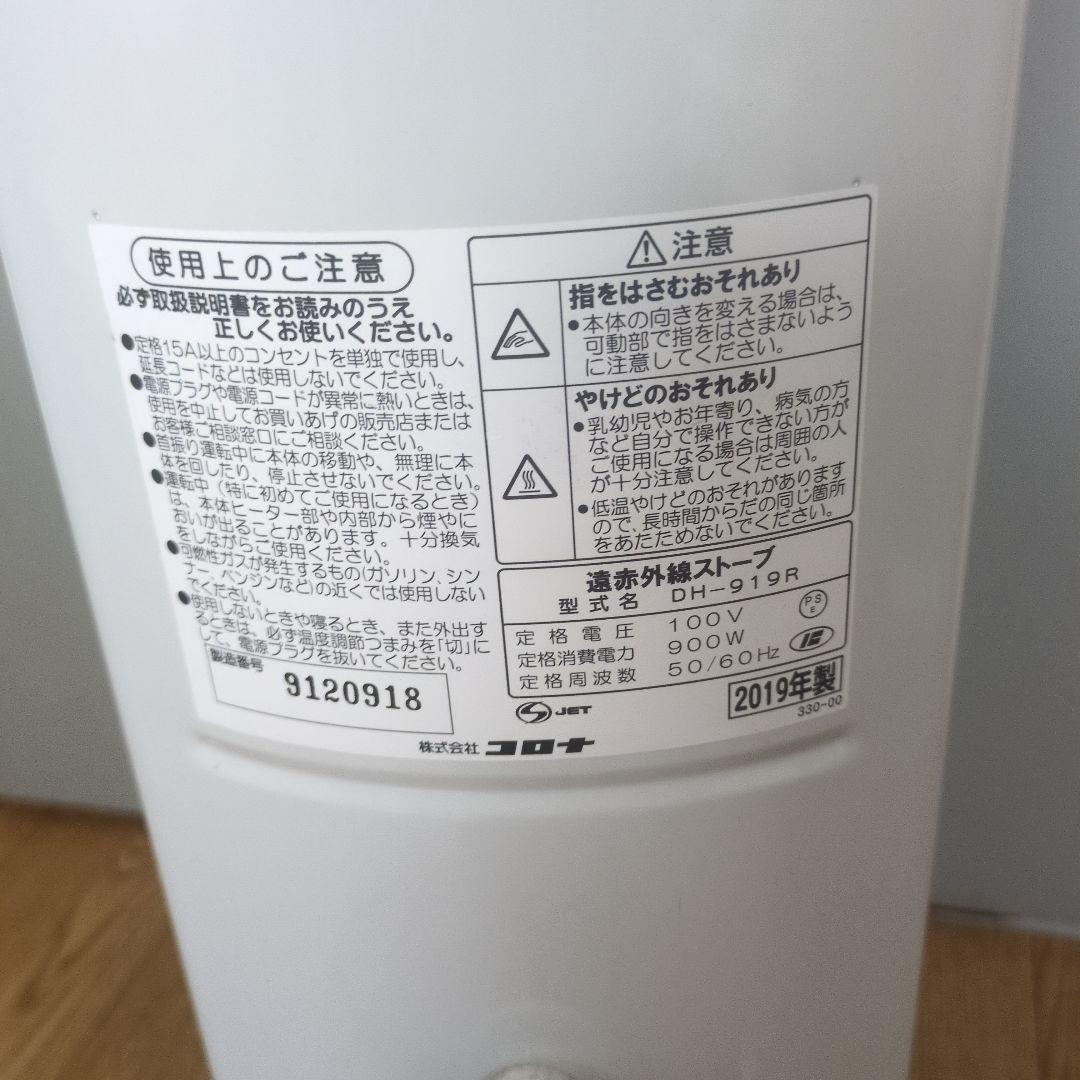 使用上のご注意
必ず取扱説明書をお読みのうえ
正しくお使いください。
●定格15A以上のコンセントを単独で使用し、
延長コードなどは使用しないでください。
●電源プラグや電源コードが異常に熱いときは、
使用を中止してお買いあげの販売店または
お客様ご相談窓口にご相談ください。
●首振り運転中に本体の移動や、無理に本
体を回したり、停止させないでください。
●運転中（特に初めてご使用になるとき）
は、本体ヒーター部や内部から煙やに
おいが出ることがあります。十分換気
をしながらご使用ください。
●可燃性ガスが発生するもの(ガソリン、シン
ナー、ベンジンなど)の近くでは使用しない
でください。
●使用しないときや寝るとき、また外出す
るときは、必ず温度調節つまみを「切」に
して、電源プラグを抜いてください。
製造番号
9120918
注意
指をはさむおそれあり
●本体の向きを変える場合は、
可動部で指をはさまないよう
に注意してください。
やけどのおそれあり
●乳幼児やお年寄り、病気の方
など自分で操作できない方が
ご使用になる場合は周囲の人
が十分注意してください。
●低温やけどのおそれがあります
ので、長時間からだの同じ箇所
をあたためないでください。
遠赤外線ストーブ
型式名 DH-919R
定格電圧 100V
定格消費電力 900W
定格周波数 50/60Hz
PS
E
JET
2019年製
330-00
株式会社 コロナ